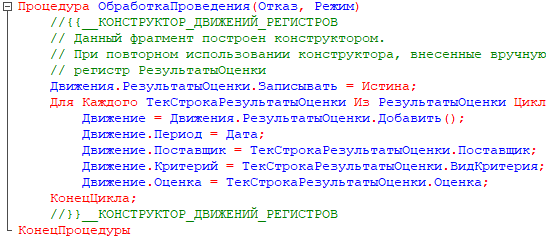 Процедура ОбработкаПроведения(Отказ, Режим)
//{{__КОНСТРУКТОР_ДВИЖЕНИЙ_РЕГИСТРОВ
// Данный фрагмент построен конструктором.
// При повторном использовании конструктора, внесенные вручную
// регистр РезультатыОценки
Движения.РезультатыОценки.Записывать = Истина;
Для Каждого ТекСтрокаРезультатыОценки Из РезультатыОценки Цикл
Движение = Движения.РезультатыОценки.Добавить();
Движение.Период = Дата;
Движение.Поставщик = ТекСтрокаРезультатыОценки.Поставщик;
Движение.Критерий = ТекСтрокаРезультатыОценки.ВидКритерия;
Движение.Оценка = ТекСтрокаРезультатыОценки.Оценка;
КонецЦикла;
//}}__КОНСТРУКТОР_ДВИЖЕНИЙ_РЕГИСТРОВ
КонецПроцедуры